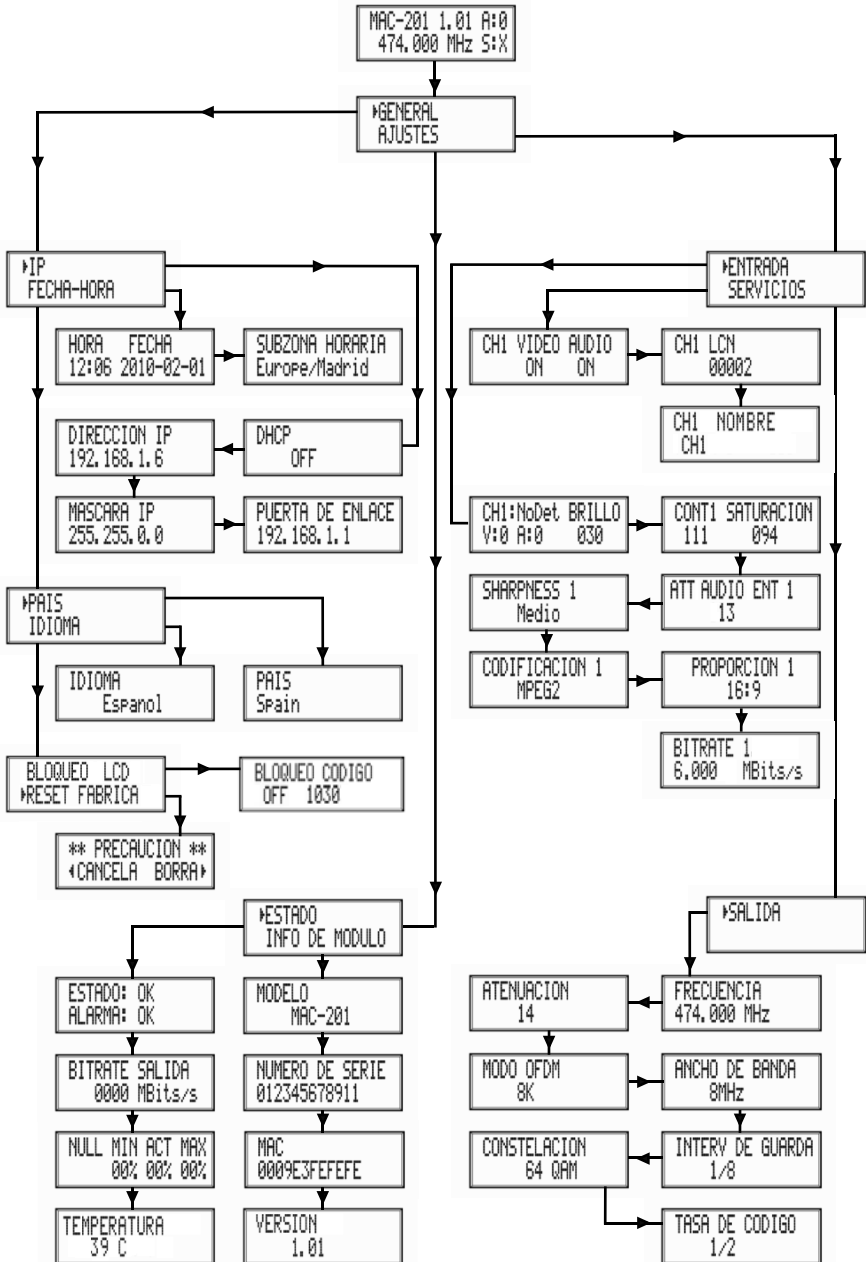 MAC-201 1.01 A:0
474.000 MHz S:X
GENERAL
AJUSTES
IP
FECHA-HORA
HORA FECHA
12:06 2010-02-01
SUBZONA HORARIA
Europe/Madrid
DIRECCION IP
192.168.1.6
DHCP
OFF
MASCARA IP
255.255.0.0
PUERTA DE ENLACE
192.168.1.1
PAIS
IDIOMA
IDIOMA
Espanol
PAIS
Spain
BLOQUEO LCD
RESET FABRICA
BLOQUEO CODIGO
OFF 1030
** PRECAUCION **
CANCELA BORRA
ENTRADA
SERVICIOS
CH1 VIDEO AUDIO
ON ON
CH1 LCN
00002
CH1 NOMBRE
CH1
CH1:NoDet BRILLO
V:0 A:0 030
CONT1 SATURACION
111 094
SHARPNESS 1
Medio
ATT AUDIO ENT 1
13
CODIFICACION 1
MPEG2
PROPORCION 1
16:9
BITRATE 1
6.000 MBits/s
ESTADO
INFO DE MODULO
ESTADO: OK
ALARMA: OK
MODELO
MAC-201
BITRATE SALIDA
0000 MBits/s
NUMERO DE SERIE
012345678911
NULL MIN ACT MAX
00% 00% 00%
MAC
0009E3FEFEFE
TEMPERATURA
39 C
VERSION
1.01
SALIDA
ATENUACION
14
FRECUENCIA
474.000 MHz
MODO OFDM
8K
ANCHO DE BANDA
8MHz
CONSTELACION
64 QAM
INTERV DE GUARDA
1/8
TASA DE CODIGO
1/2